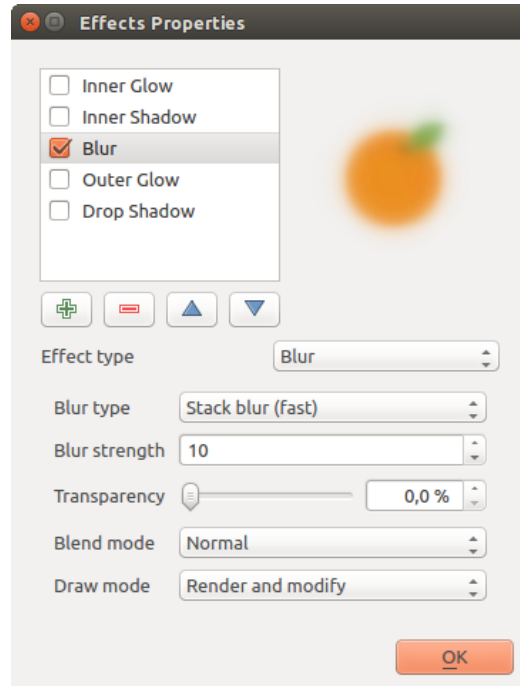 Effects Properties
Inner Glow
Inner Shadow
Blur
Outer Glow
Drop Shadow
Effect type Blur
Blur type Stack blur (fast)
Blur strength 10
Transparency 0,0 %
Blend mode Normal
Draw mode Render and modify
OK